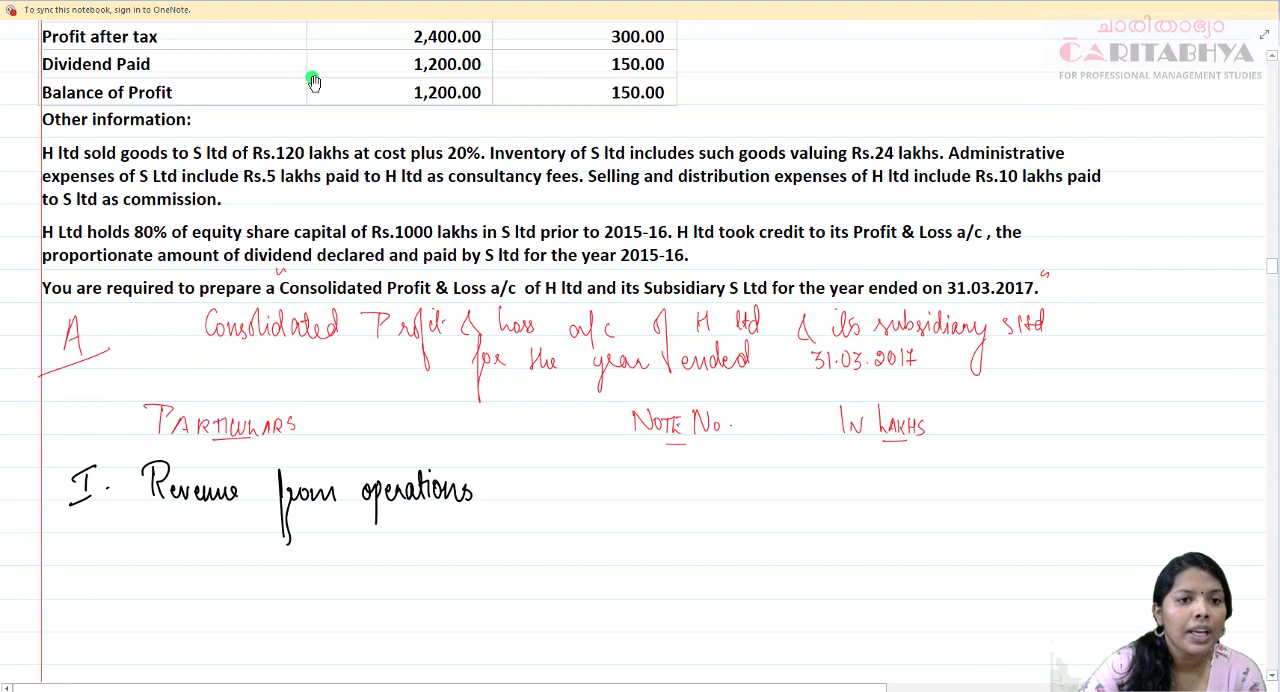 To sync this notebook, sign in to OneNote.
ചാരിതാഭ്യാ
CARITABHYA
FOR PROFESSIONAL MANAGEMENT STUDIES
Profit after tax 2,400.00 300.00
Dividend Paid 1,200.00 150.00
Balance of Profit 1,200.00 150.00
Other information:
H ltd sold goods to S ltd of Rs.120 lakhs at cost plus 20%. Inventory of S ltd includes such goods valuing Rs.24 lakhs. Administrative
expenses of S Ltd include Rs.5 lakhs paid to H ltd as consultancy fees. Selling and distribution expenses of H ltd include Rs.10 lakhs paid
to S ltd as commission.
H Ltd holds 80% of equity share capital of Rs.1000 lakhs in S ltd prior to 2015-16. H ltd took credit to its Profit & Loss a/c , the
proportionate amount of dividend declared and paid by S ltd for the year 2015-16.
You are required to prepare a "Consolidated Profit & Loss a/c of H ltd and its Subsidiary S Ltd for the year ended on 31.03.2017."
A Consolidated Profit & Loss a/c of H ltd & its subsidiary S ltd
for the year ended 31.03.2017
PARTICULARS NOTE No. IN LAKHS
I. Revenue from operations